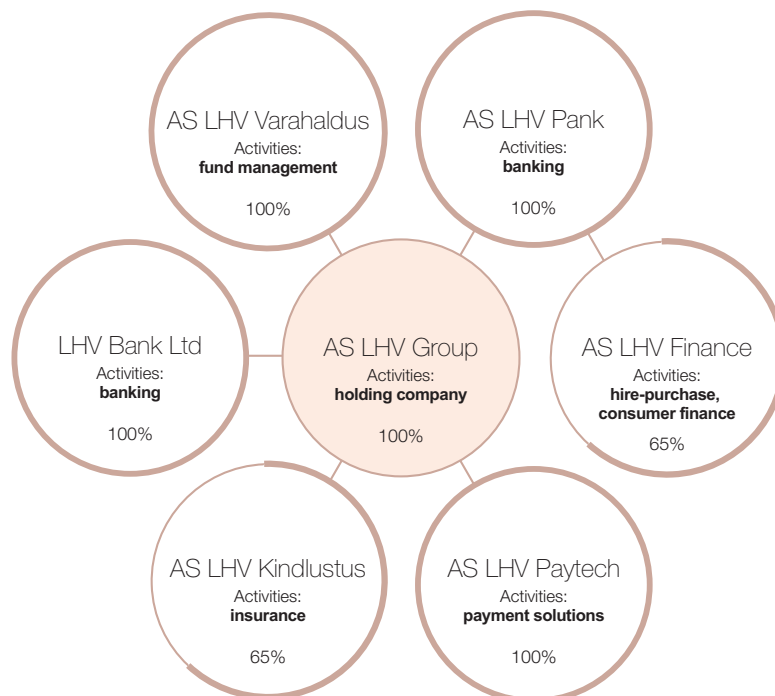 AS LHV Varahaldus
Activities:
fund management
100%
AS LHV Pank
Activities:
banking
100%
LHV Bank Ltd
Activities:
banking
100%
AS LHV Group
Activities:
holding company
100%
AS LHV Finance
Activities:
hire-purchase,
consumer finance
65%
AS LHV Kindlustus
Activities:
insurance
65%
AS LHV Paytech
Activities:
payment solutions
100%